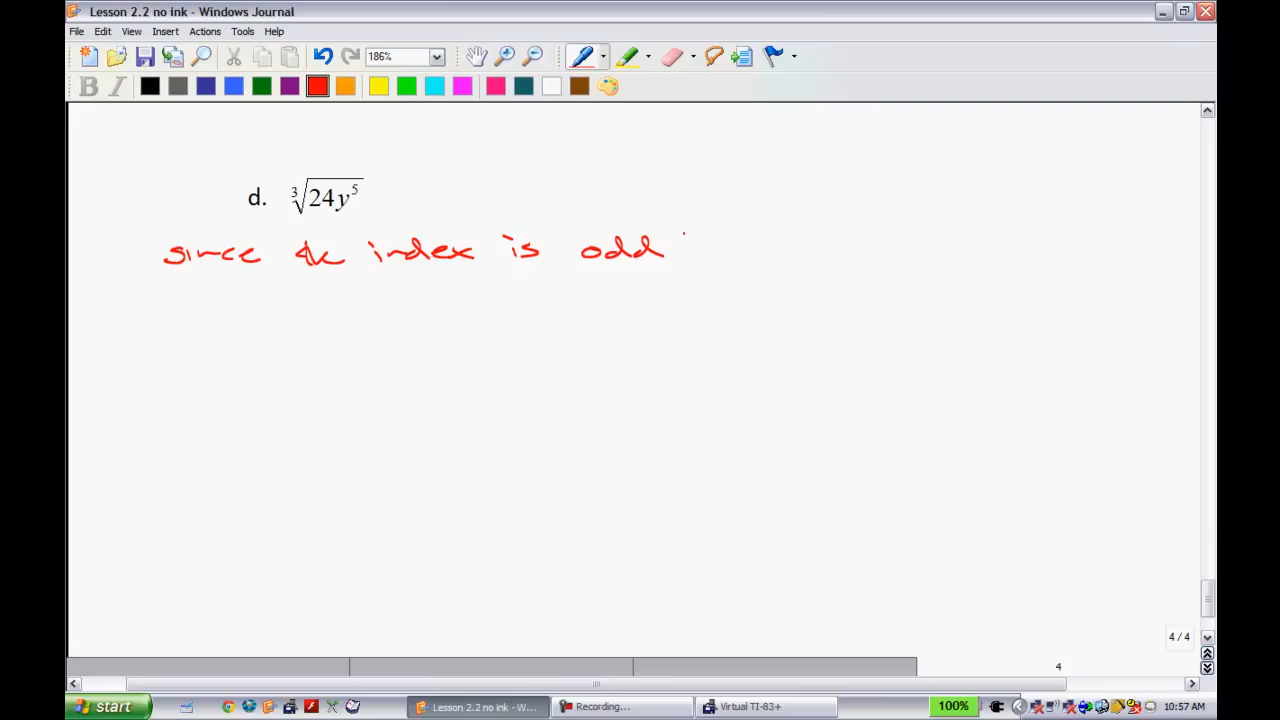 Lesson 2.2 no ink - Windows Journal
File Edit View Insert Actions Tools Help
186%
B I
d. ∛24y⁵
since the index is odd
4 / 4
4
start Lesson 2.2 no ink - W... Recording... Virtual TI-83+ 100% 10:57 AM